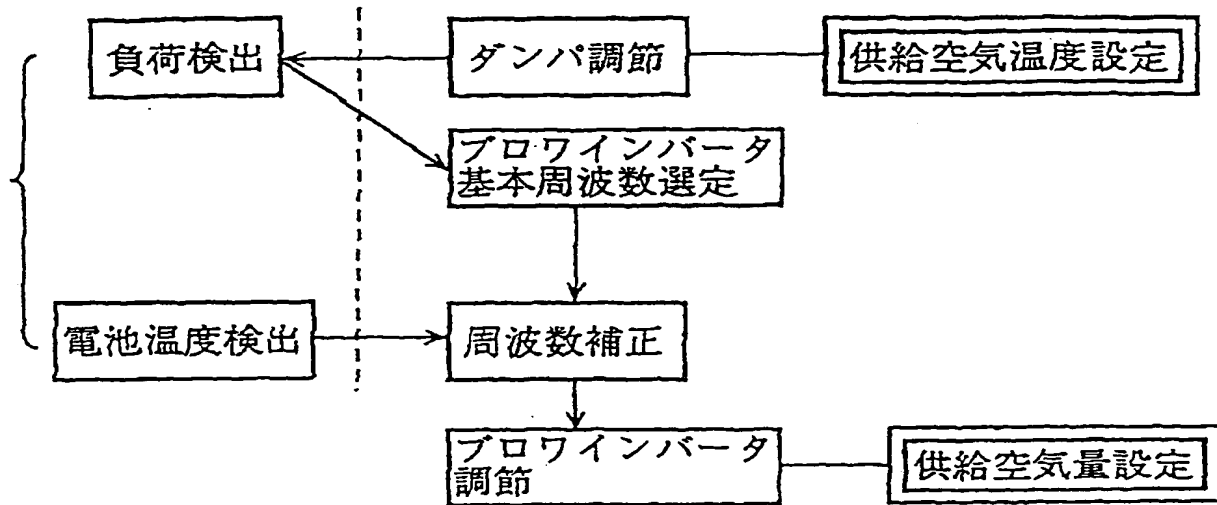 負荷検出
ダンパ調節
供給空気温度設定
ブロワインバータ
基本周波数選定
電池温度検出
周波数補正
ブロワインバータ
調節
供給空気量設定